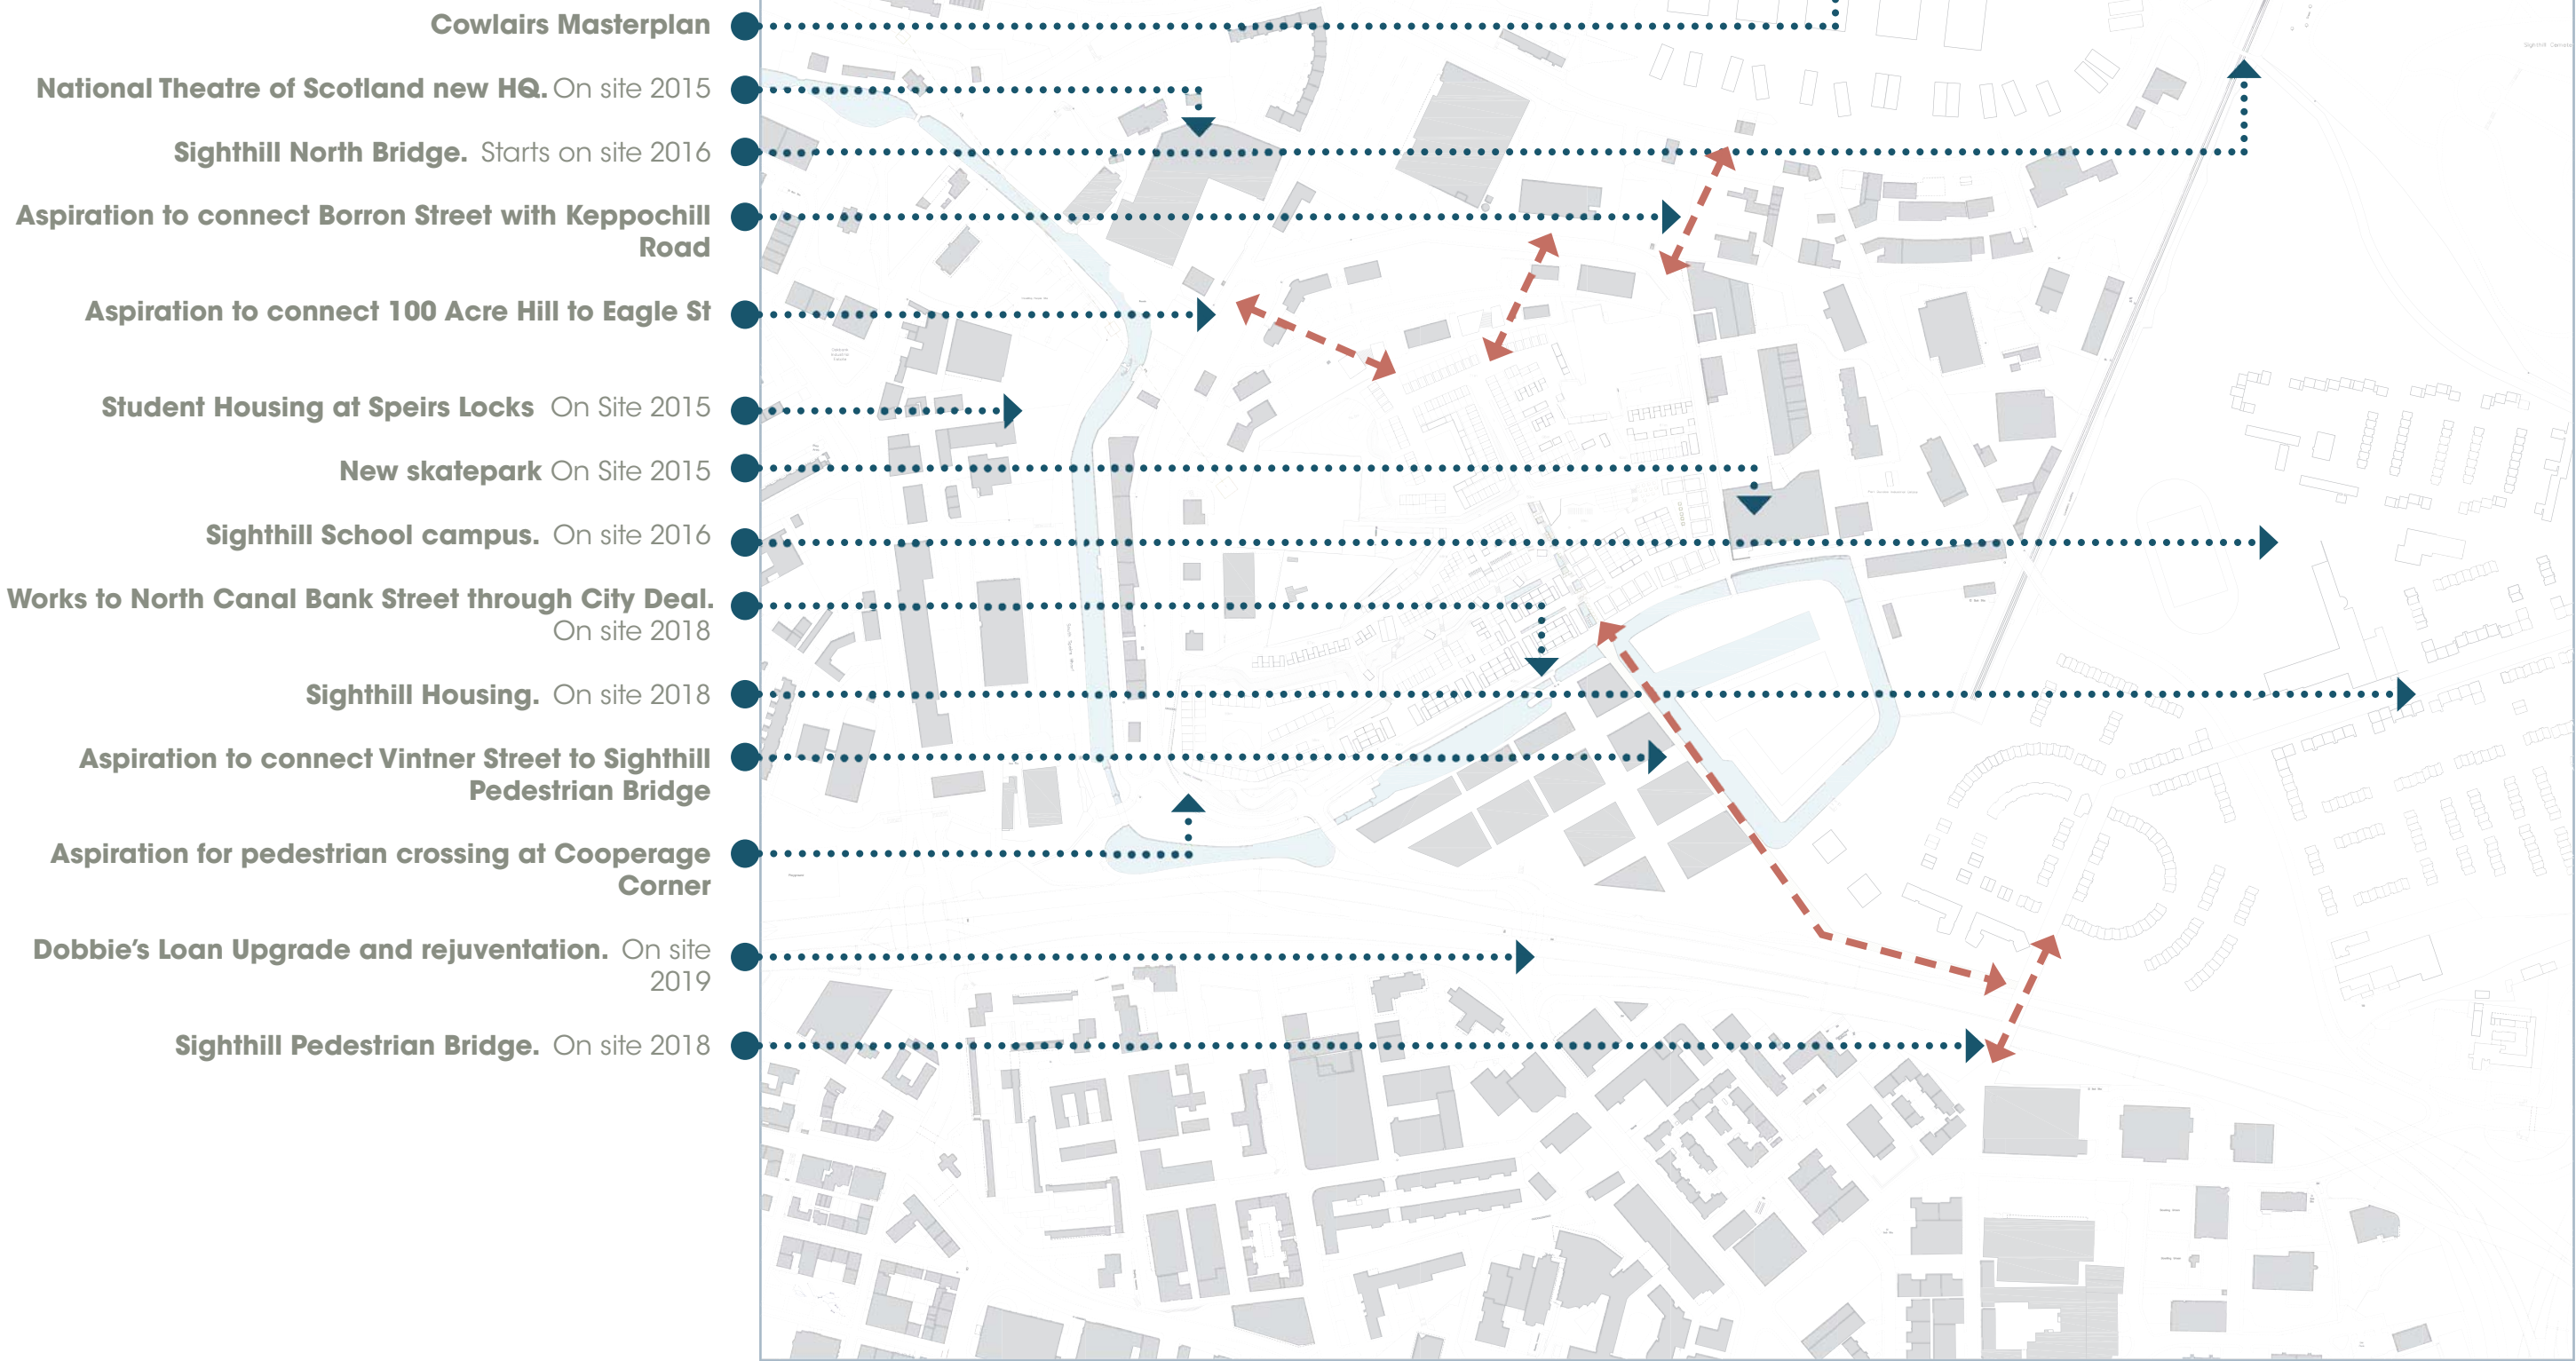 Cowlairs Masterplan
National Theatre of Scotland new HQ. On site 2015
Sighthill North Bridge. Starts on site 2016
Aspiration to connect Borron Street with Keppochill
Road
Aspiration to connect 100 Acre Hill to Eagle St
Student Housing at Speirs Locks On Site 2015
New skatepark On Site 2015
Sighthill School campus. On site 2016
Works to North Canal Bank Street through City Deal.
On site 2018
Sighthill Housing. On site 2018
Aspiration to connect Vintner Street to Sighthill
Pedestrian Bridge
Aspiration for pedestrian crossing at Cooperage
Corner
Dobbie's Loan Upgrade and rejuventation. On site
2019
Sighthill Pedestrian Bridge. On site 2018